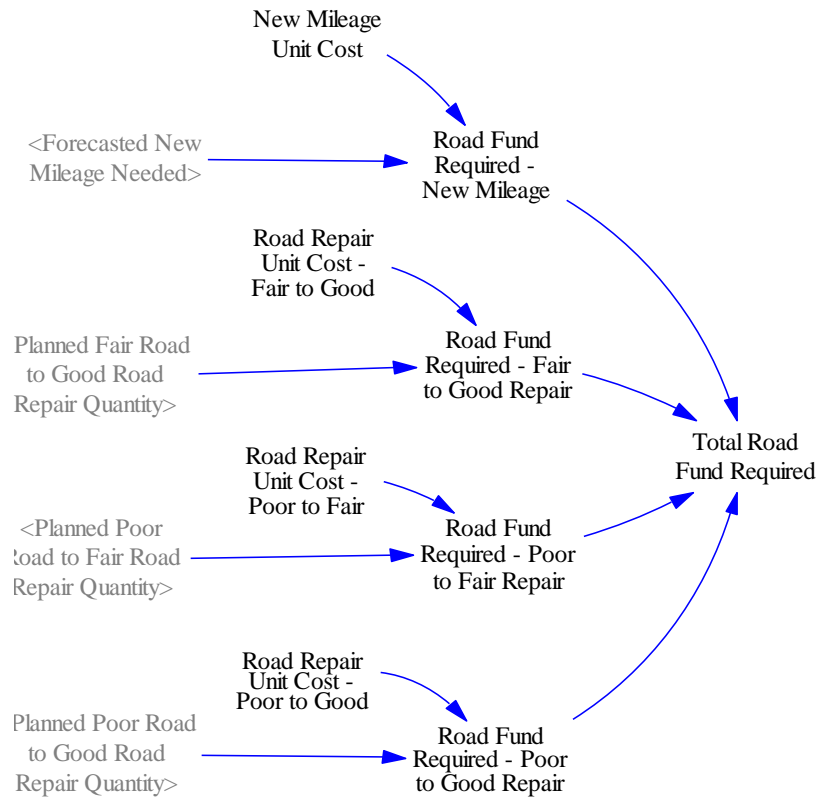 New Mileage
Unit Cost
<Forecasted New
Mileage Needed>
Road Fund
Required -
New Mileage
Road Repair
Unit Cost -
Fair to Good
Planned Fair Road
to Good Road
Repair Quantity>
Road Fund
Required - Fair
to Good Repair
Total Road
Fund Required
Road Repair
Unit Cost -
Poor to Fair
<Planned Poor
Road to Fair Road
Repair Quantity>
Road Fund
Required - Poor
to Fair Repair
Road Repair
Unit Cost -
Poor to Good
Planned Poor Road
to Good Road
Repair Quantity>
Road Fund
Required - Poor
to Good Repair